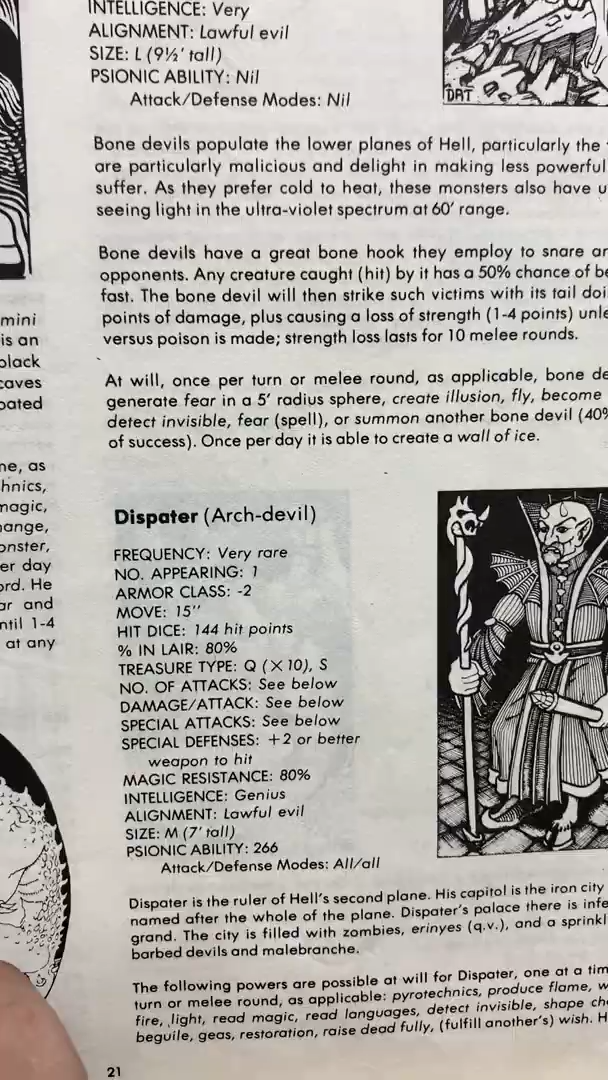 INTELLIGENCE: Very
ALIGNMENT: Lawful evil
SIZE: L (9½' tall)
PSIONIC ABILITY: Nil
Attack/Defense Modes: Nil
DAT
Bone devils populate the lower planes of Hell, particularly the
are particularly malicious and delight in making less powerful
suffer. As they prefer cold to heat, these monsters also have
seeing light in the ultra-violet spectrum at 60' range.
Bone devils have a great bone hook they employ to snare
opponents. Any creature caught (hit) by it has a 50% chance of
fast. The bone devil will then strike such victims with its tail
points of damage, plus causing a loss of strength (1-4 points)
versus poison is made; strength loss lasts for 10 melee rounds.
At will, once per turn or melee round, as applicable, bone
generate fear in a 5' radius sphere, create illusion, fly, become
detect invisible, fear (spell), or summon another bone devil (40%
of success). Once per day it is able to create a wall of ice.
mini
is an
black
caves
as
hnics,
magic,
ange,
onster,
er day
ord. He
ar and
ntil 1-4
at any
Dispater (Arch-devil)
FREQUENCY: Very rare
NO. APPEARING: 1
ARMOR CLASS: -2
MOVE: 15"
HIT DICE: 144 hit points
% IN LAIR: 80%
TREASURE TYPE: Q (X 10), S
NO. OF ATTACKS: See below
DAMAGE/ATTACK: See below
SPECIAL ATTACKS: See below
SPECIAL DEFENSES: +2 or better
weapon to hit
MAGIC RESISTANCE: 80%
INTELLIGENCE: Genius
ALIGNMENT: Lawful evil
SIZE: M (7' tall)
PSIONIC ABILITY: 266
Attack/Defense Modes: All/all
Dispater is the ruler of Hell's second plane. His capitol is the iron city
named after the whole of the plane. Dispater's palace there is
grand. The city is filled with zombies, erinyes (q.v.), and a
barbed devils and malebranche.
The following powers are possible at will for Dispater, one at a
turn or melee round, as applicable: pyrotechnics, produce flame,
fire, light, read magic, read languages, detect invisible, shape
beguile, geas, restoration, raise dead fully, (fulfill another's) wish.
21